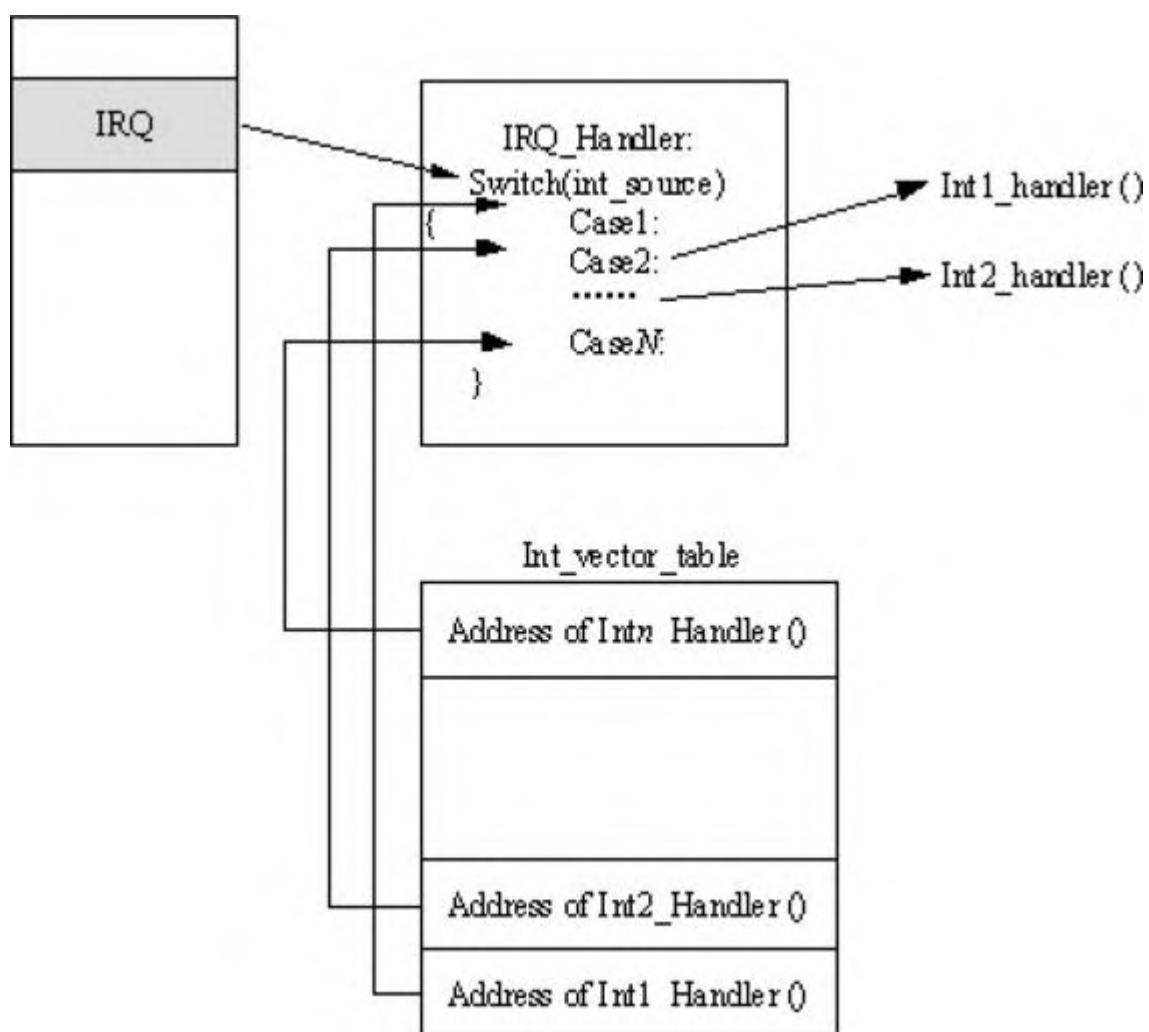 IRQ
IRQ_Handler:
Switch(int_source)
{
Case1:
Case2:
......
CaseN:
}
Int1_handler()
Int2_handler()
Int_vector_table
Address of Intn Handler()
Address of Int2_Handler()
Address of Int1 Handler()